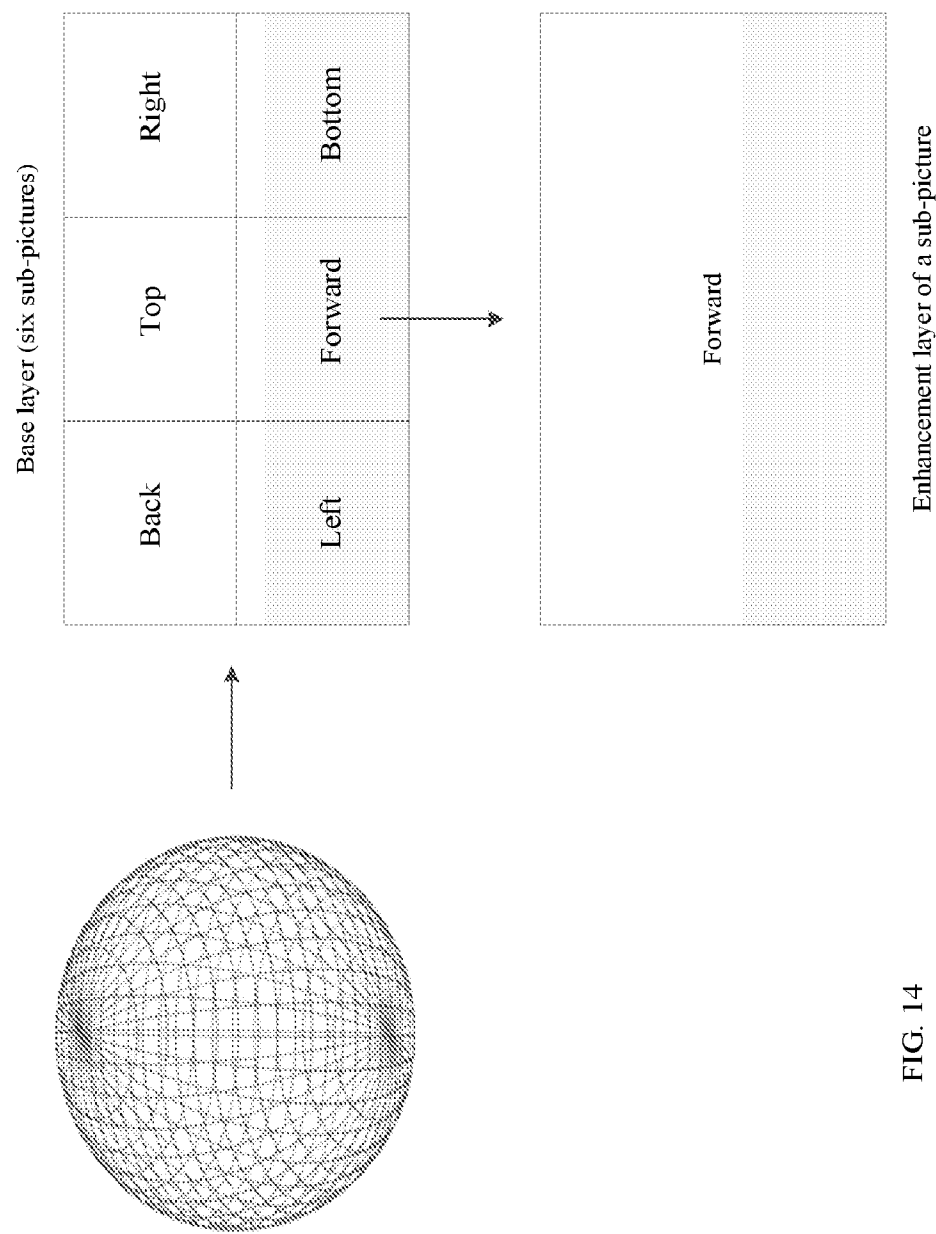 Base layer (six sub-pictures)
Back
Top
Right
Left
Forward
Bottom
Forward
Enhancement layer of a sub-picture
FIG. 14